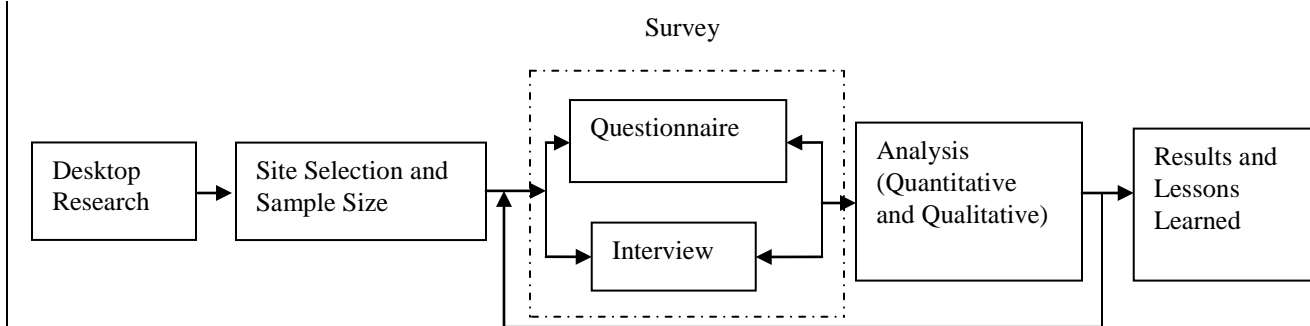 Survey
Desktop
Research
Site Selection and
Sample Size
Questionnaire
Interview
Analysis
(Quantitative
and Qualitative)
Results and
Lessons
Learned